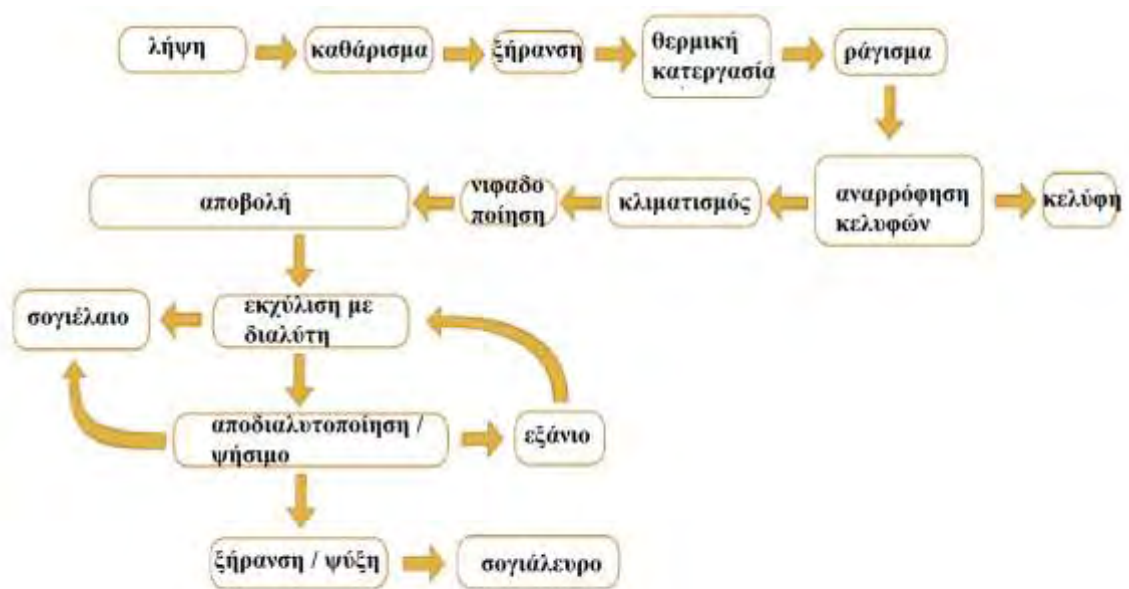 λήψη
καθάρισμα
ξήρανση
θερμική
κατεργασία
ράγισμα
αποβολή
νιφαδο
ποίηση
κλιματισμός
αναρρόφηση
κελυφών
κελύφη
σογιέλαιο
εκχύλιση με
διαλύτη
αποδιαλυτοποίηση /
ψήσιμο
εξάνιο
ξήρανση / ψύξη
σογιάλευρο